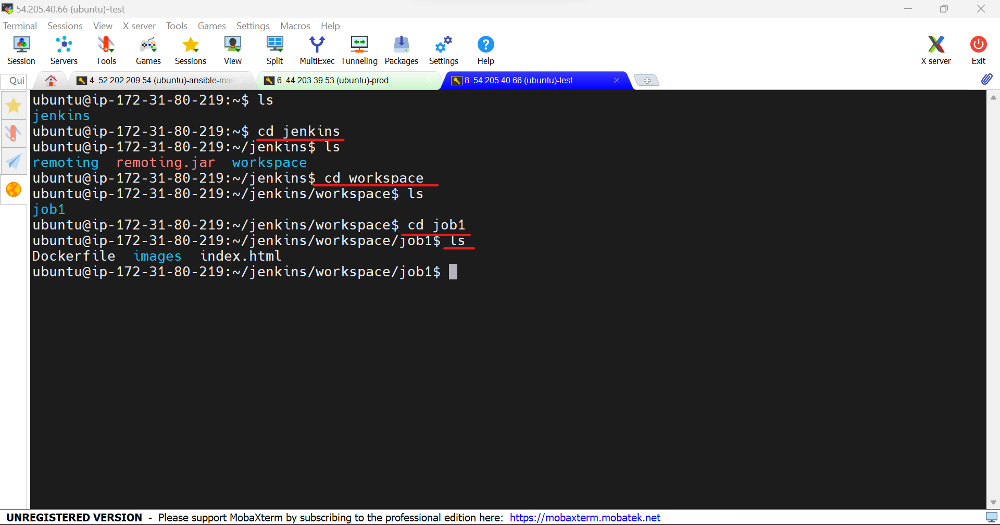 54.205.40.66 (ubuntu)-test
Terminal Sessions View X server Tools Games Settings Macros Help
Session Servers Tools Games Sessions View Split MultiExec Tunneling Packages Settings Help X server Exit
Qui 4. 52.202.209.54 (ubuntu)-ansible-mas 6. 44.203.39.53 (ubuntu)-prod 8. 54.205.40.66 (ubuntu)-test
ubuntu@ip-172-31-80-219:~$ ls
jenkins
ubuntu@ip-172-31-80-219:~$ cd jenkins
ubuntu@ip-172-31-80-219:~/jenkins$ ls
remoting remoting.jar workspace
ubuntu@ip-172-31-80-219:~/jenkins$ cd workspace
ubuntu@ip-172-31-80-219:~/jenkins/workspace$ ls
job1
ubuntu@ip-172-31-80-219:~/jenkins/workspace$ cd job1
ubuntu@ip-172-31-80-219:~/jenkins/workspace/job1$ ls
Dockerfile images index.html
ubuntu@ip-172-31-80-219:~/jenkins/workspace/job1$
UNREGISTERED VERSION - Please support MobaXterm by subscribing to the professional edition here: https://mobaxterm.mobatek.net